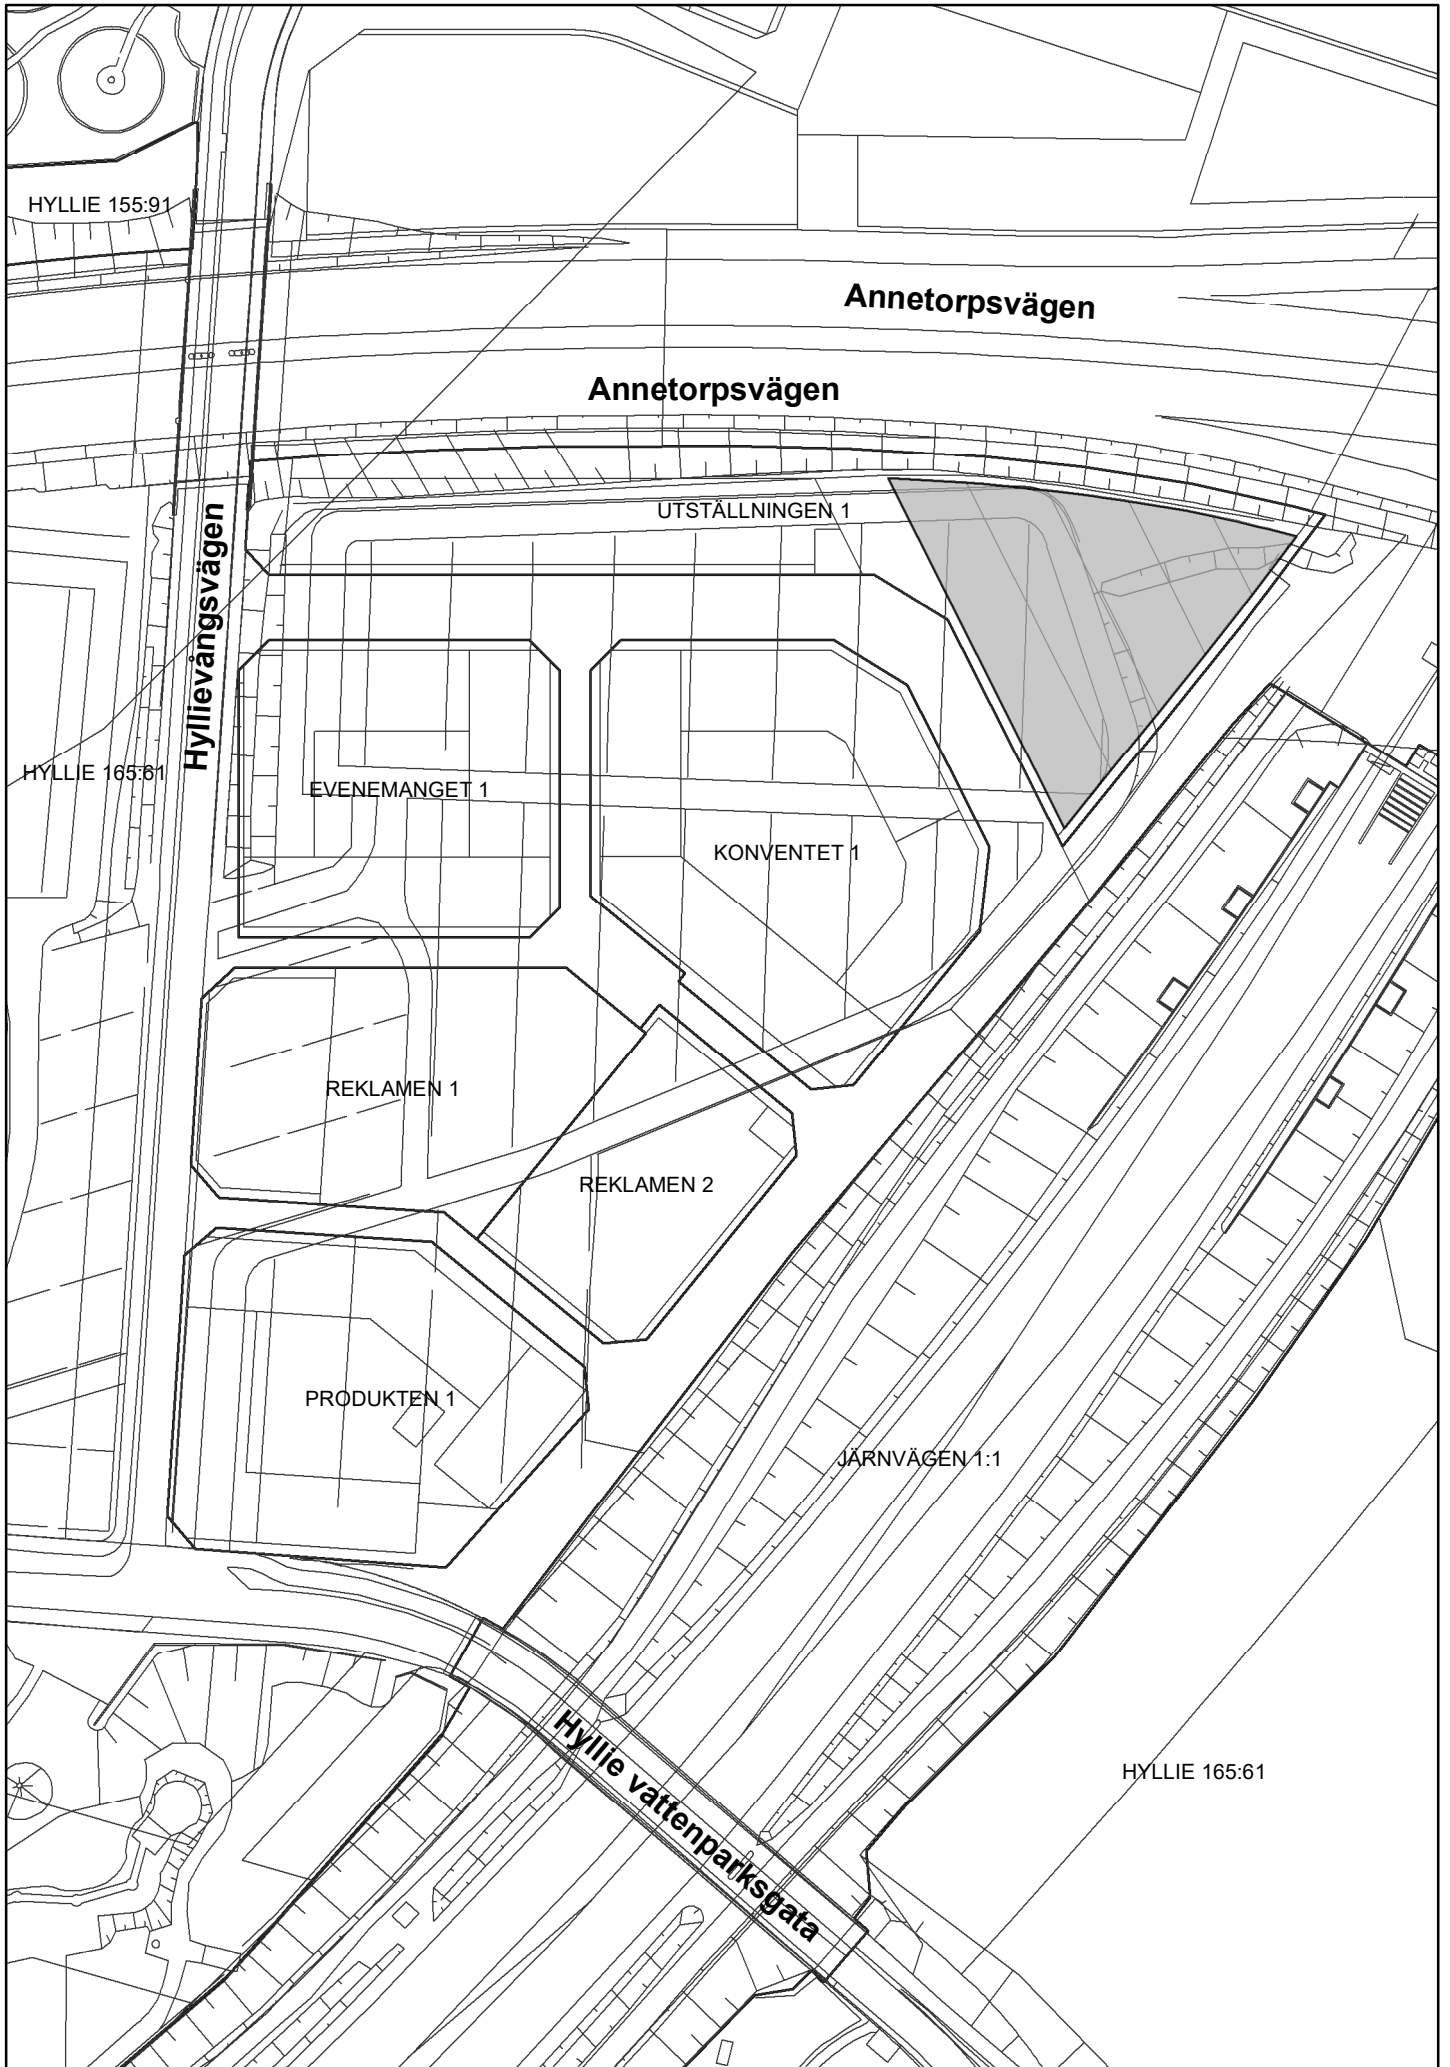 HYLLIE 155:91
Annetorpsvägen
Annetorpsvägen
UTSTÄLLNINGEN 1
Hyllievångsvägen
HYLLIE 165:61
EVENEMANGET 1
KONVENTET 1
REKLAMEN 1
REKLAMEN 2
PRODUKTEN 1
JÄRNVÄGEN 1:1
Hyllie vattenparksgata
HYLLIE 165:61